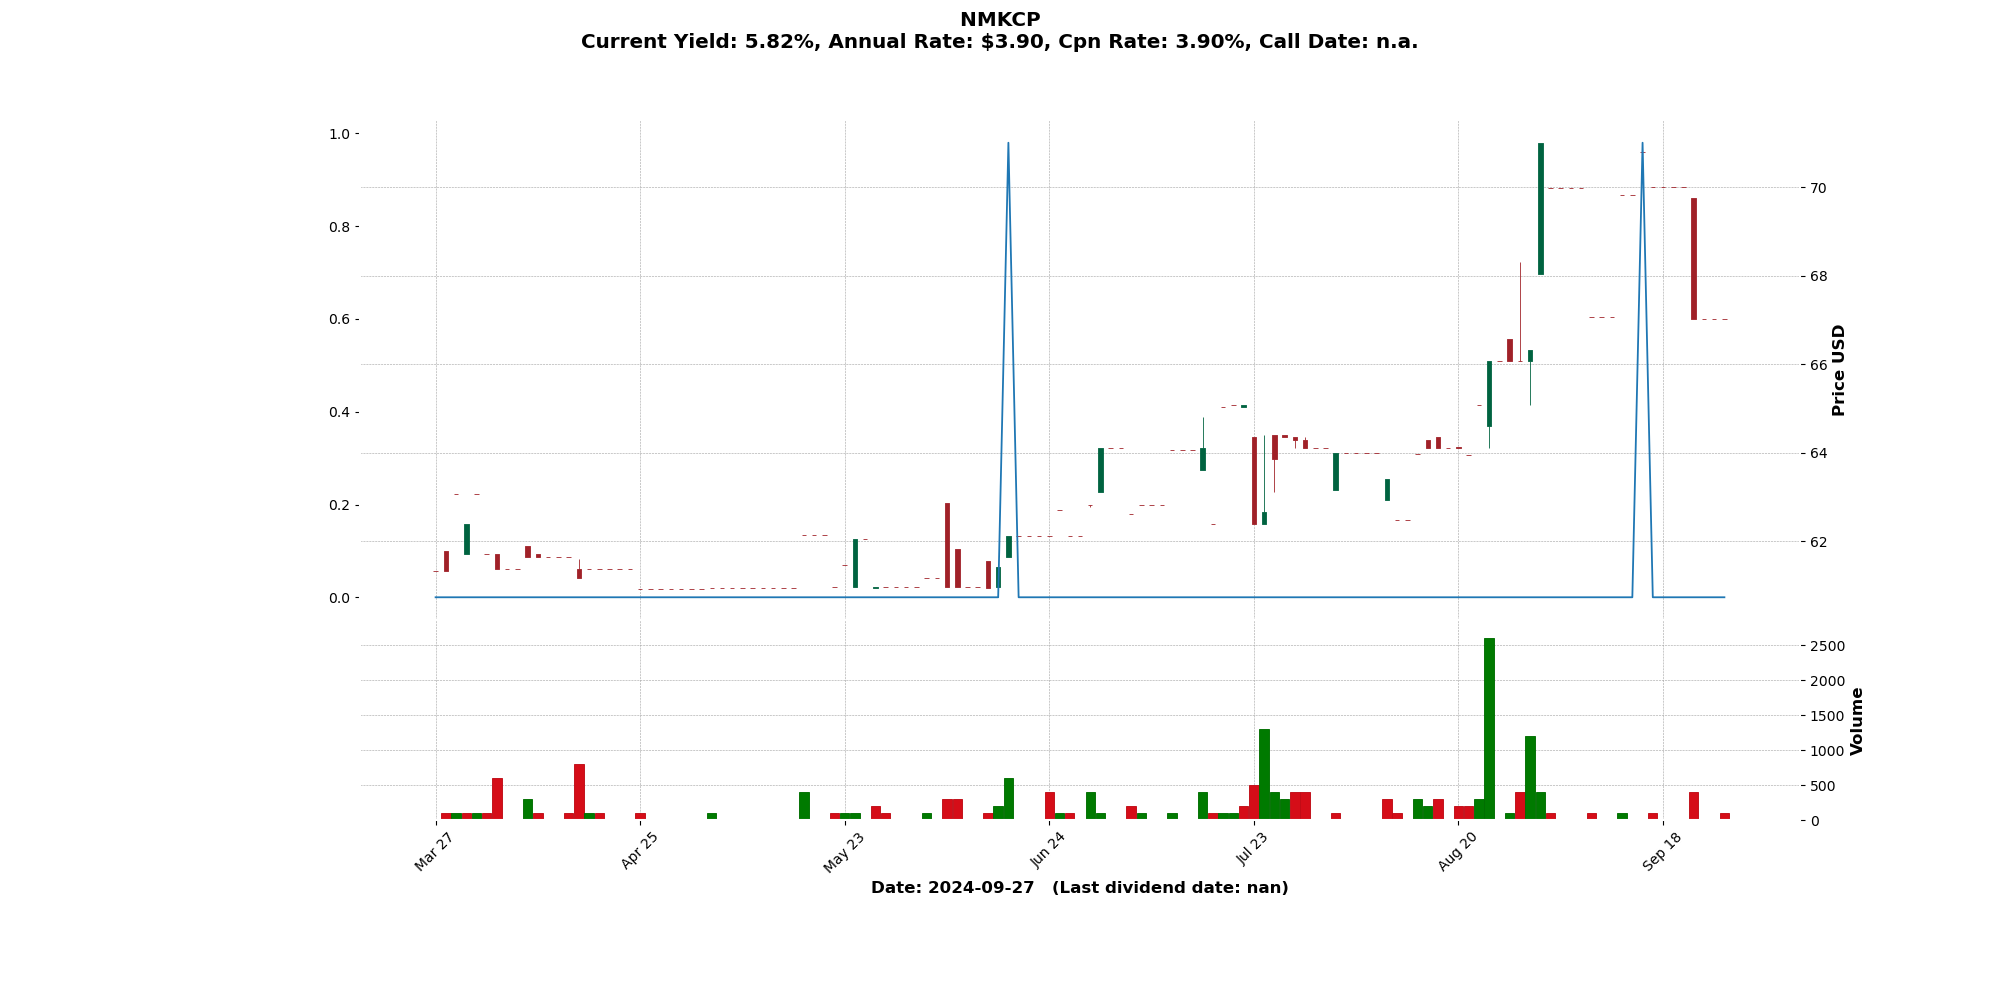 NMKCP
Current Yield: 5.82%, Annual Rate: $3.90, Cpn Rate: 3.90%, Call Date: n.a.
1.0
0.8
0.6
0.4
0.2
0.0
70
68
66
64
62
Price USD
2500
2000
1500
1000
500
0
Volume
Mar 27
Apr 25
May 23
Jun 24
Jul 23
Aug 20
Sep 18
Date: 2024-09-27   (Last dividend date: nan)